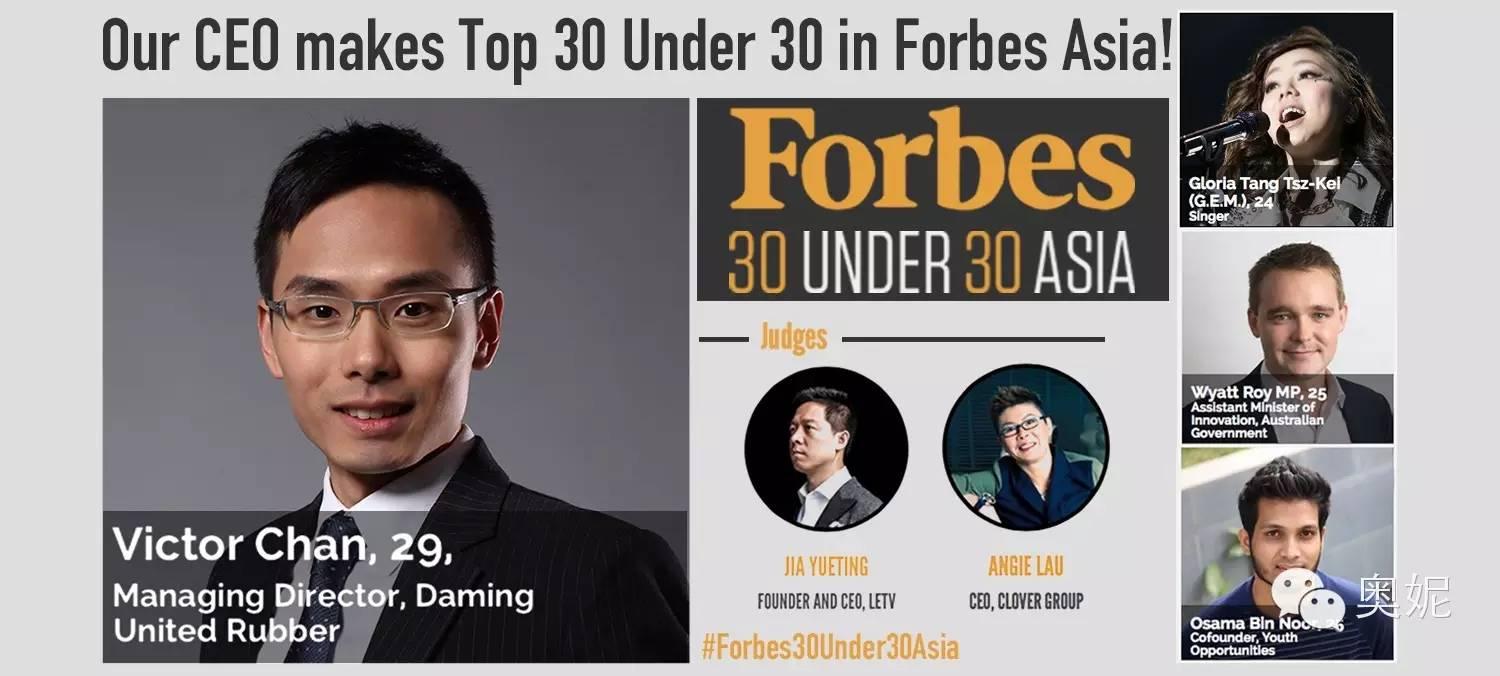 Our CEO makes Top 30 Under 30 in Forbes Asia!
Victor Chan, 29,
Managing Director, Daming
United Rubber
Forbes
30 UNDER 30 ASIA
Judges
JIA YUETING
FOUNDER AND CEO, LETV
ANGIE LAU
CEO, CLOVER GROUP
#Forbes30Under30Asia
Gloria Tang Tsz-Kei
(G.E.M.), 24
Singer
Wyatt Roy MP, 25
Assistant Minister of
Innovation, Australian
Government
Osama Bin Noor, 25
Cofounder, Youth
Opportunities
奥妮